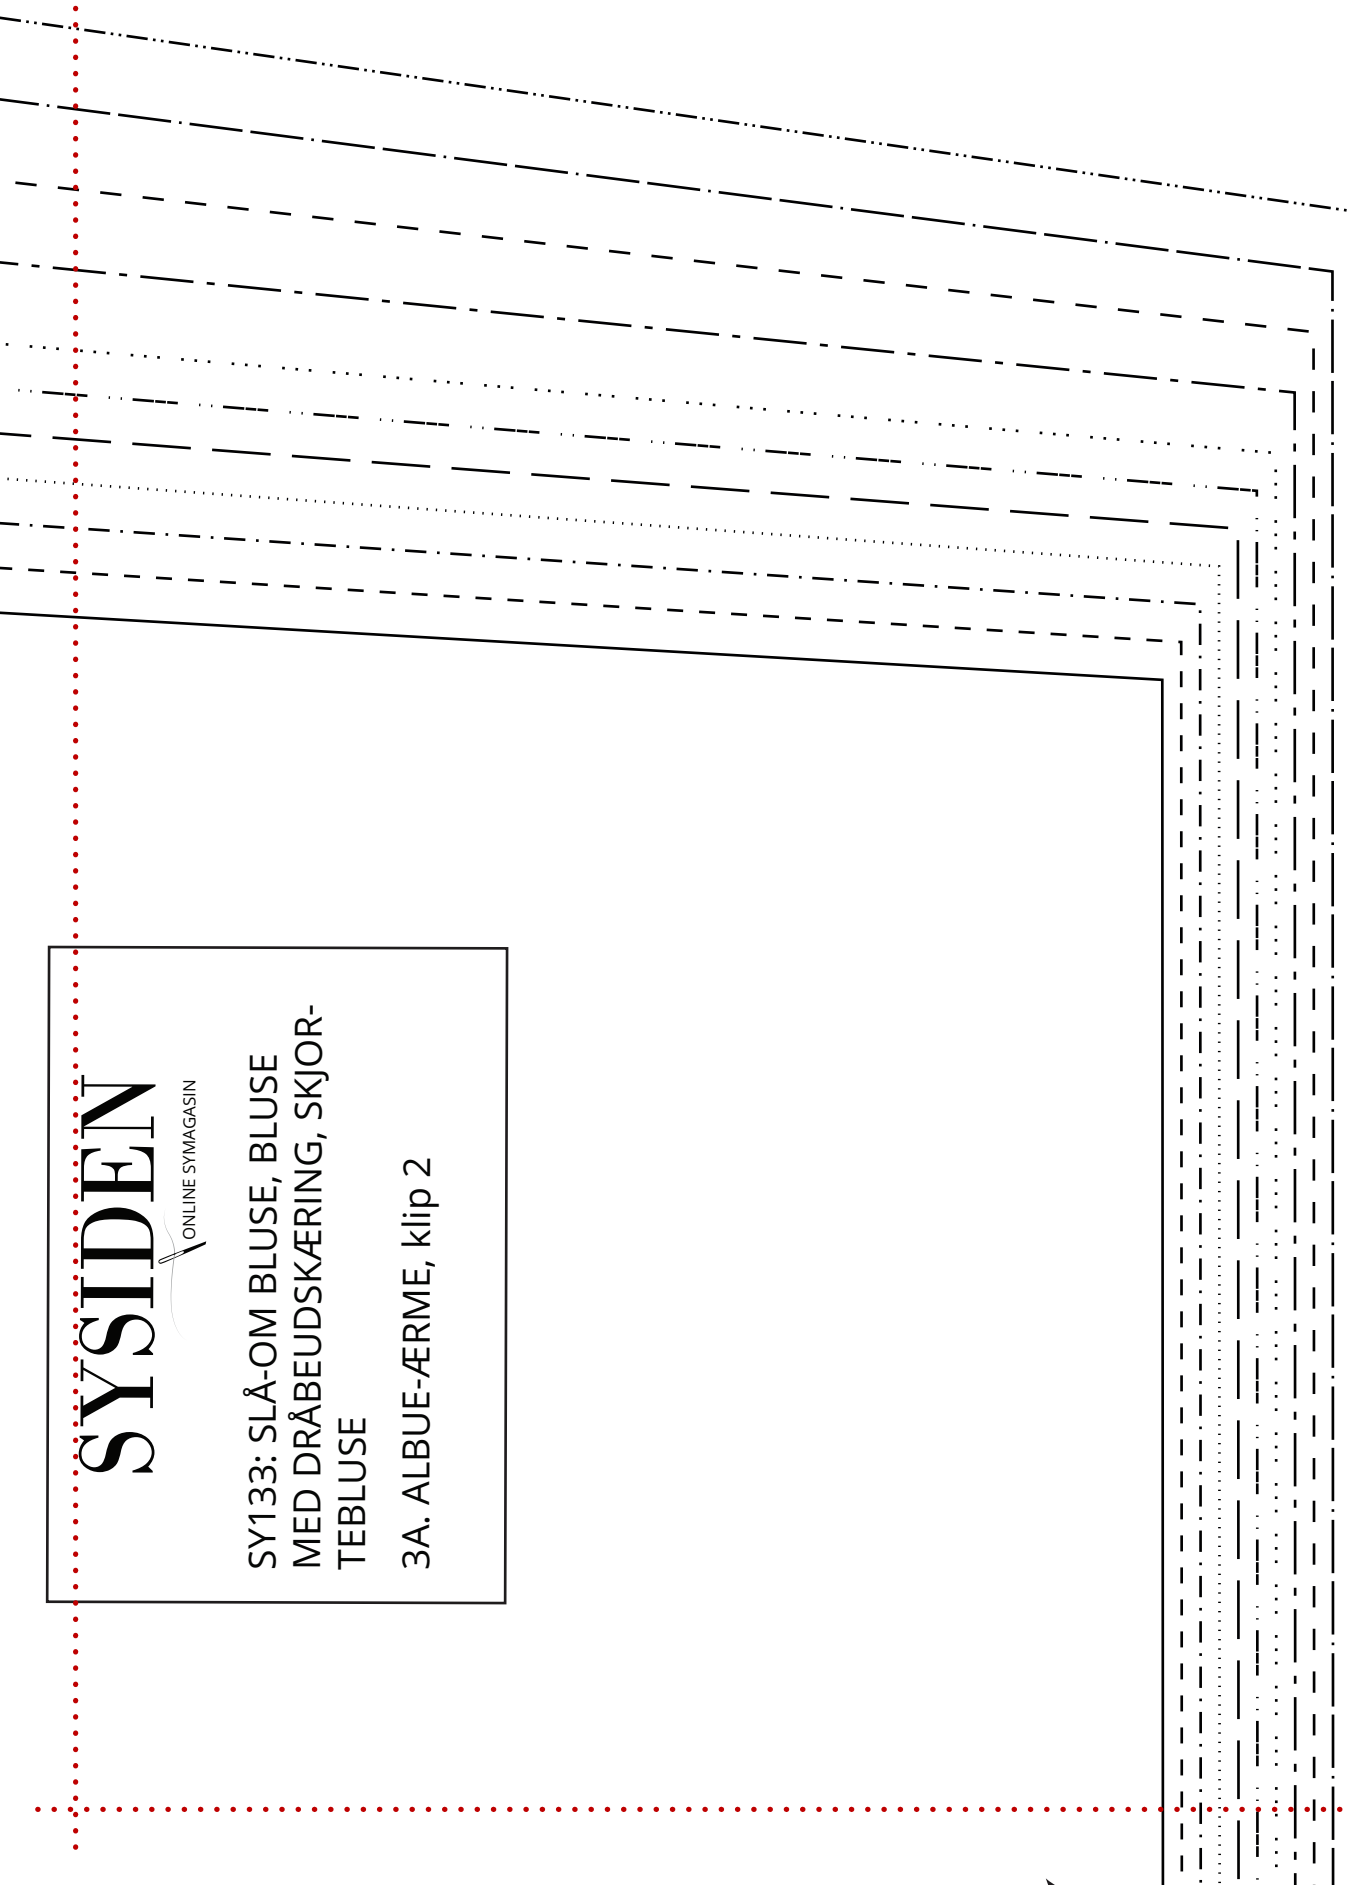 SYSIDEN
ONLINE SYMAGASIN
SY133: SLÅ-OM BLUSE, BLUSE
MED DRÅBEUDSKÆRING, SKJOR-
TEBLUSE
3A. ALBUE-ÆRME, klip 2